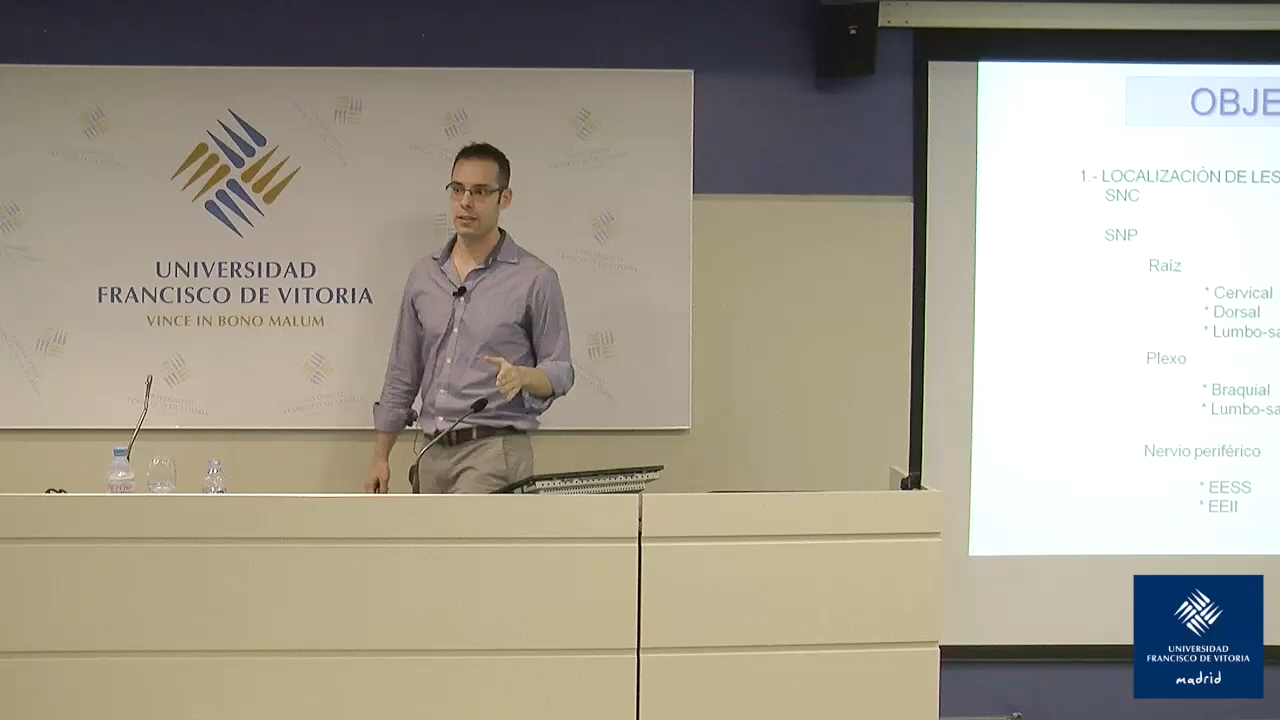 UNIVERSIDAD
FRANCISCO DE VITORIA
VINCE IN BONO MALUM
OBJE
1.- LOCALIZACIÓN DE LES
SNC
SNP
Raíz
* Cervical
* Dorsal
* Lumbo-sa
Plexo
* Braquial
* Lumbo-sa
Nervio periférico
* EESS
* EEII
UNIVERSIDAD
FRANCISCO DE VITORIA
madrid